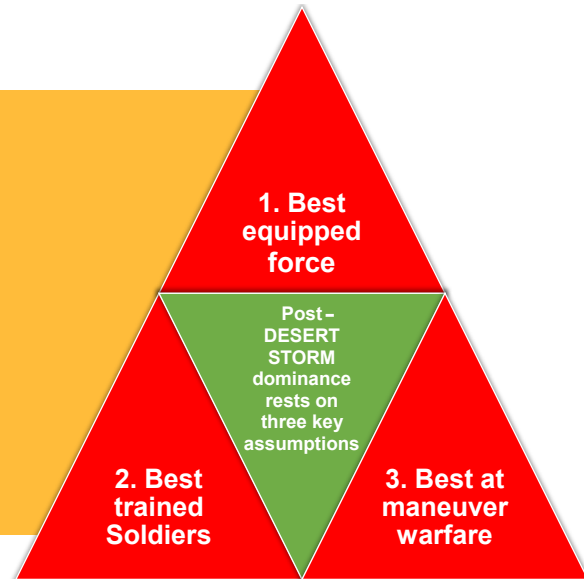 1. Best
equipped
force
Post–
DESERT
STORM
dominance
rests on
three key
assumptions
2. Best
trained
Soldiers
3. Best at
maneuver
warfare